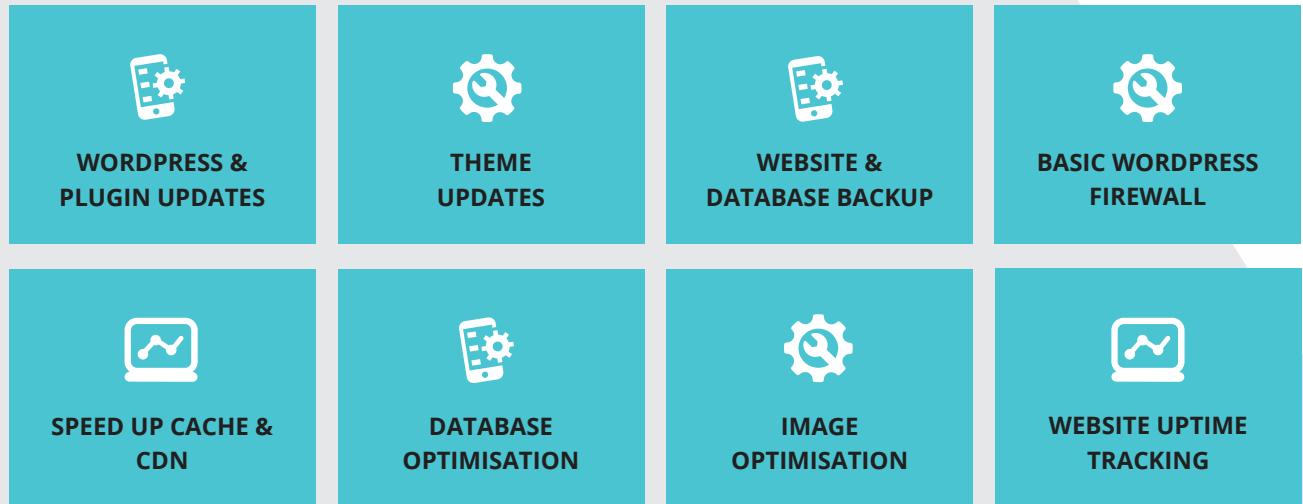 WORDPRESS &
PLUGIN UPDATES
THEME
UPDATES
WEBSITE &
DATABASE BACKUP
BASIC WORDPRESS
FIREWALL
SPEED UP CACHE &
CDN
DATABASE
OPTIMISATION
IMAGE
OPTIMISATION
WEBSITE UPTIME
TRACKING